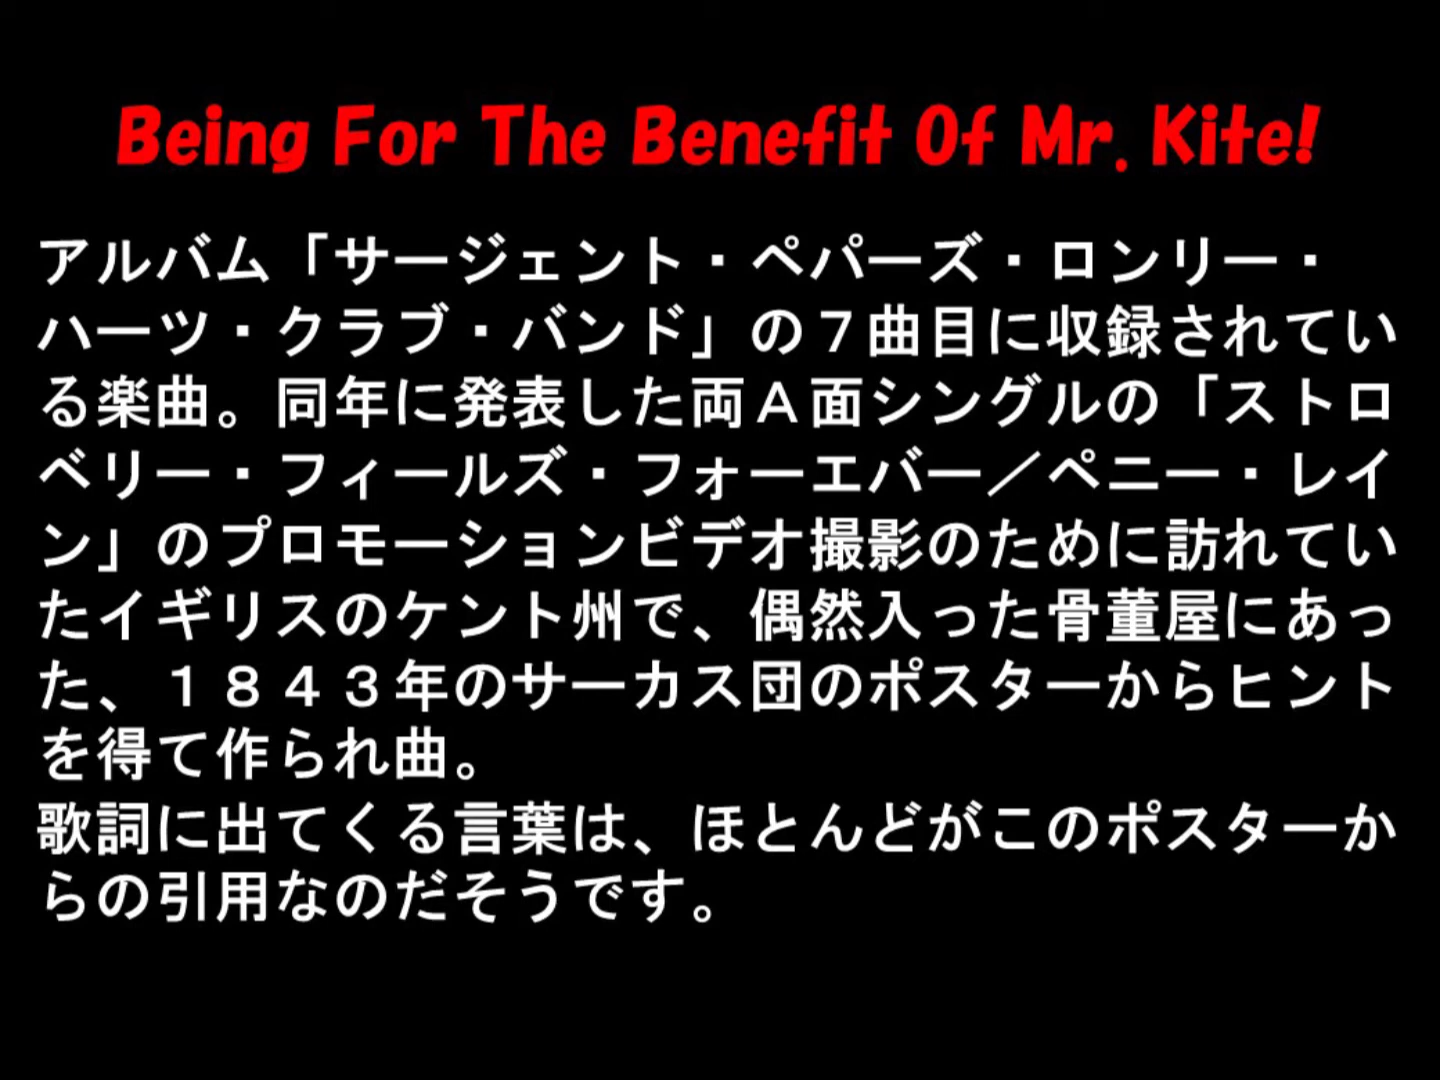 Being For The Benefit Of Mr. Kite!
アルバム「サージェント・ペパーズ・ロンリー・
ハーツ・クラブ・バンド」の７曲目に収録されてい
る楽曲。同年に発表した両Ａ面シングルの「ストロ
ベリー・フィールズ・フォーエバー／ペニー・レイ
ン」のプロモーションビデオ撮影のために訪れてい
たイギリスのケント州で、偶然入った骨董屋にあっ
た、１８４３年のサーカス団のポスターからヒント
を得て作られ曲。
歌詞に出てくる言葉は、ほとんどがこのポスターか
らの引用なのだそうです。